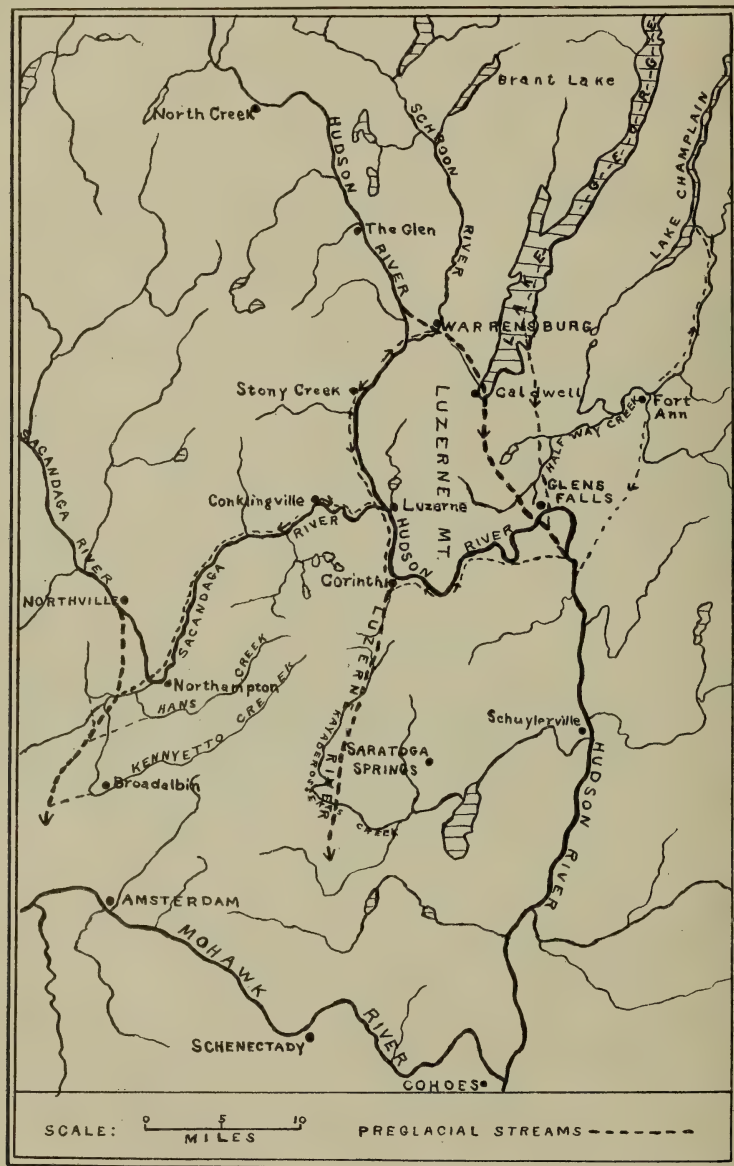 North Creek
HUDSON RIVER
SCHROON RIVER
Brant Lake
LAKE GEORGE
LAKE CHAMPLAIN
The Glen
WARRENSBURG
Stony Creek
LUZERNE MT.
Caldwell
Fort Ann
HALF WAY CREEK
GLENS FALLS
SACANDAGA RIVER
Conklingville
Luzerne
SACANDAGA RIVER
HUDSON RIVER
Corinth
NORTHVILLE
LUZERNE RIVER
Northampton
HANS CREEK
KENNYETTO CREEK
Schuylerville
KAYADEROSSERAS CREEK
SARATOGA SPRINGS
Broadalbin
HUDSON RIVER
AMSTERDAM
MOHAWK RIVER
SCHENECTADY
COHOES
SCALE: 0 5 10
MILES
PREGLACIAL STREAMS